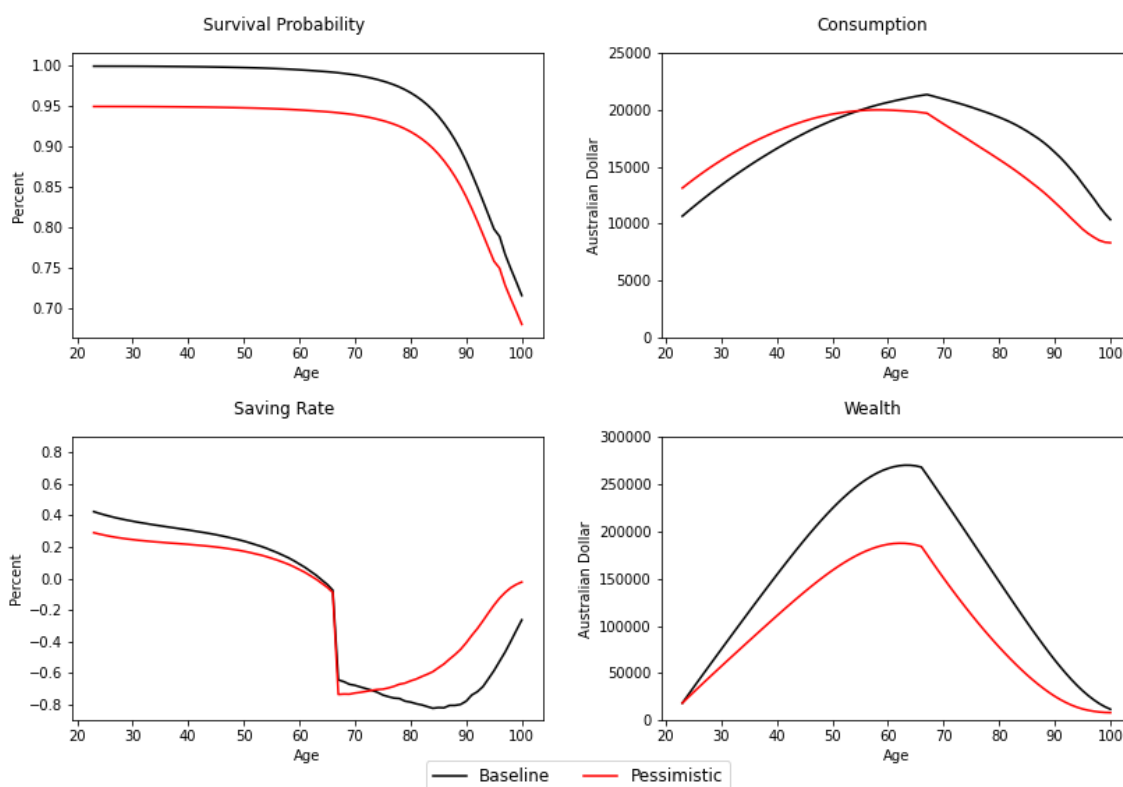 Survival Probability
Percent
1.00
0.95
0.90
0.85
0.80
0.75
0.70
20 30 40 50 60 70 80 90 100
Age
Consumption
Australian Dollar
25000
20000
15000
10000
5000
0
20 30 40 50 60 70 80 90 100
Age
Saving Rate
Percent
0.8
0.6
0.4
0.2
0.0
−0.2
−0.4
−0.6
−0.8
20 30 40 50 60 70 80 90 100
Age
Wealth
Australian Dollar
300000
250000
200000
150000
100000
50000
0
20 30 40 50 60 70 80 90 100
Age
Baseline Pessimistic